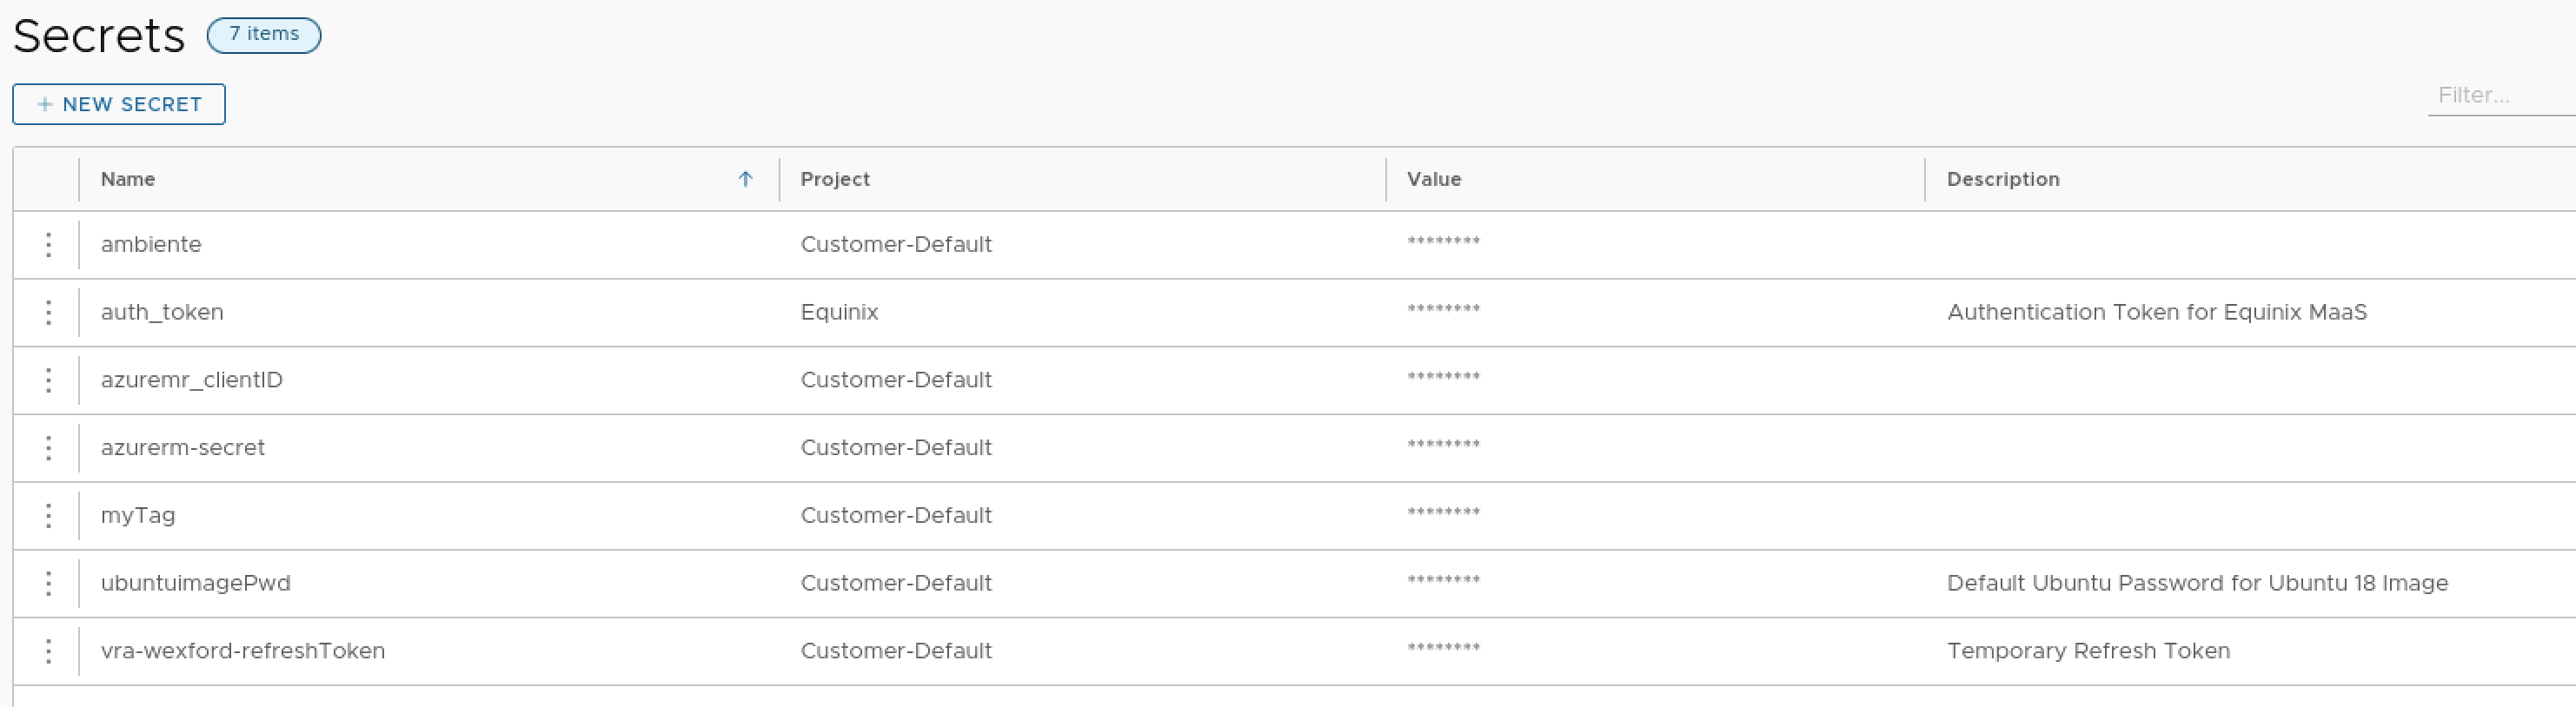 Secrets 7 items
+ NEW SECRET
Filter...
Name Project Value Description
ambiente Customer-Default ********
auth_token Equinix ******** Authentication Token for Equinix MaaS
azuremr_clientID Customer-Default ********
azurerm-secret Customer-Default ********
myTag Customer-Default ********
ubuntuimagePwd Customer-Default ******** Default Ubuntu Password for Ubuntu 18 Image
vra-wexford-refreshToken Customer-Default ******** Temporary Refresh Token